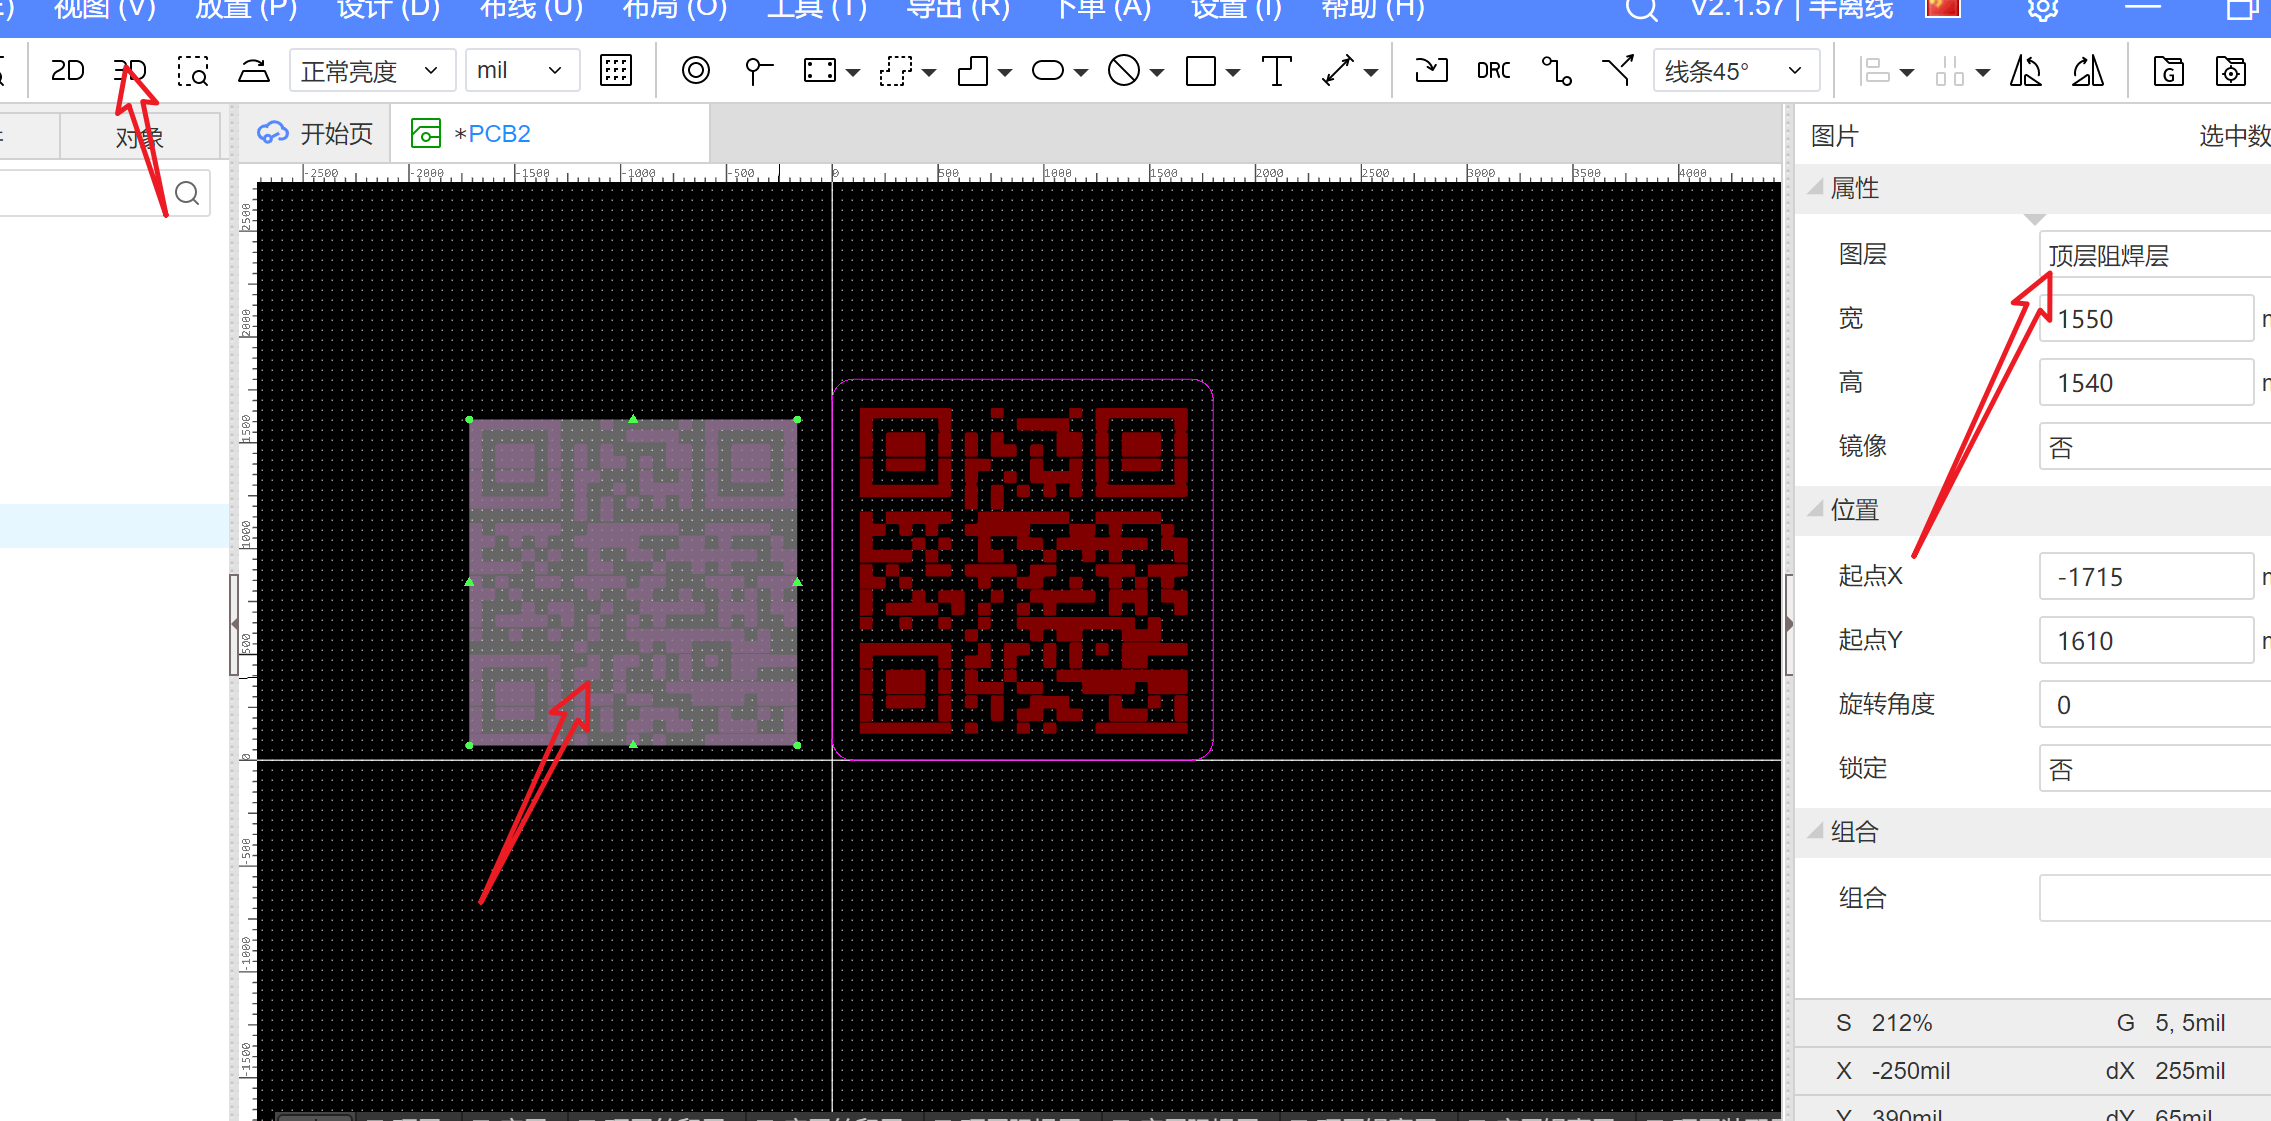 视图 (V) 放置 (P) 设计 (D) 布线 (U) 布局 (O) 工具 (T) 导出 (R) 下单 (A) 设置 (I) 帮助 (H) V2.1.57 | 半离线
2D 3D 正常亮度 mil T DRC 线条45° G
对象
开始页 *PCB2
图片 选中数
-2500 -2000 -1500 -1000 -500 0 500 1000 1500 2000 2500 3000 3500 4000
2500
2000
1500
1000
500
0
-500
-1000
-1500
属性
图层 顶层阻焊层
宽 1550
高 1540
镜像 否
位置
起点X -1715
起点Y 1610
旋转角度 0
锁定 否
组合
组合
S 212% G 5, 5mil
X -250mil dX 255mil
Y 390mil dY 65mil